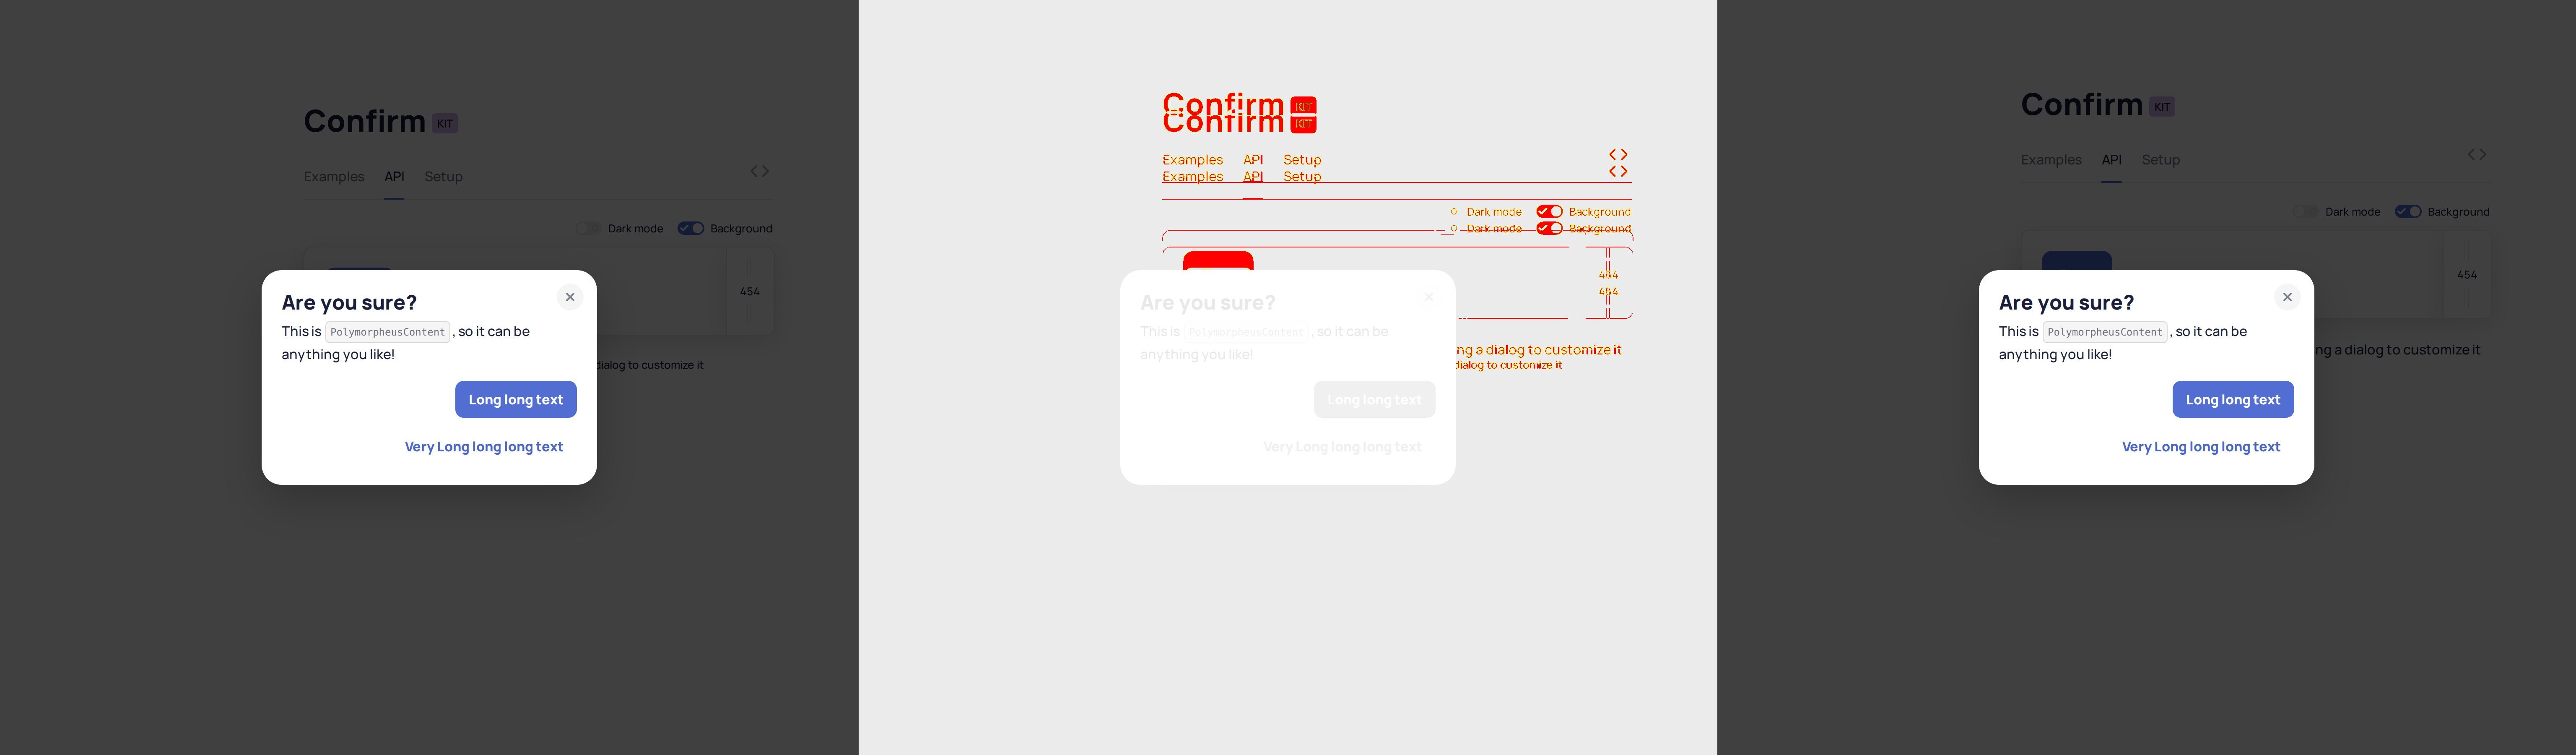 Confirm KIT
Examples API Setup
Dark mode Background
454
Are you sure?
This is PolymorpheusContent , so it can be
anything you like!
dialog to customize it
Long long text
Very Long long long text
Confirm KIT
Confirm KIT
Examples API Setup
Examples API Setup
Dark mode Background
Dark mode Background
454
454
Are you sure?
This is PolymorpheusContent , so it can be
anything you like!
ng a dialog to customize it
dialog to customize it
Long long text
Very Long long long text
Confirm KIT
Examples API Setup
Dark mode Background
454
Are you sure?
This is PolymorpheusContent , so it can be
anything you like!
ng a dialog to customize it
Long long text
Very Long long long text